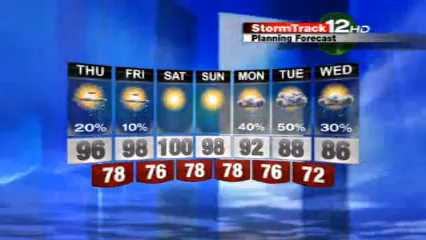 StormTrack 12 HD
Planning Forecast
THU FRI SAT SUN MON TUE WED
20% 10% 40% 50% 30%
96 98 100 98 92 88 86
78 76 78 78 76 72